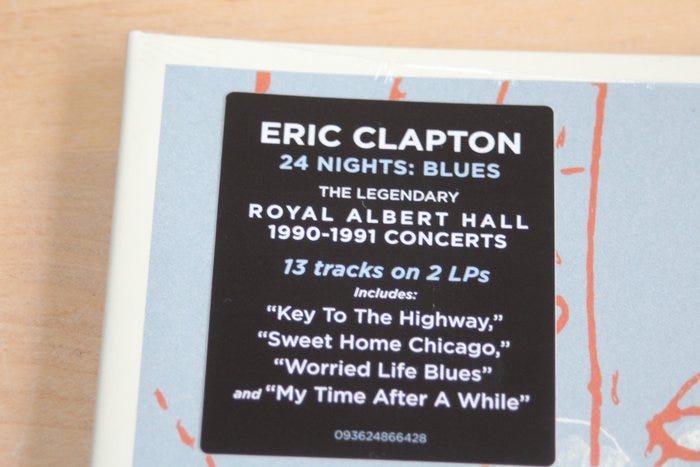 ERIC CLAPTON
24 NIGHTS: BLUES
THE LEGENDARY
ROYAL ALBERT HALL
1990-1991 CONCERTS
13 tracks on 2 LPs
Includes:
“Key To The Highway,”
“Sweet Home Chicago,”
“Worried Life Blues”
and “My Time After A While”
093624866428